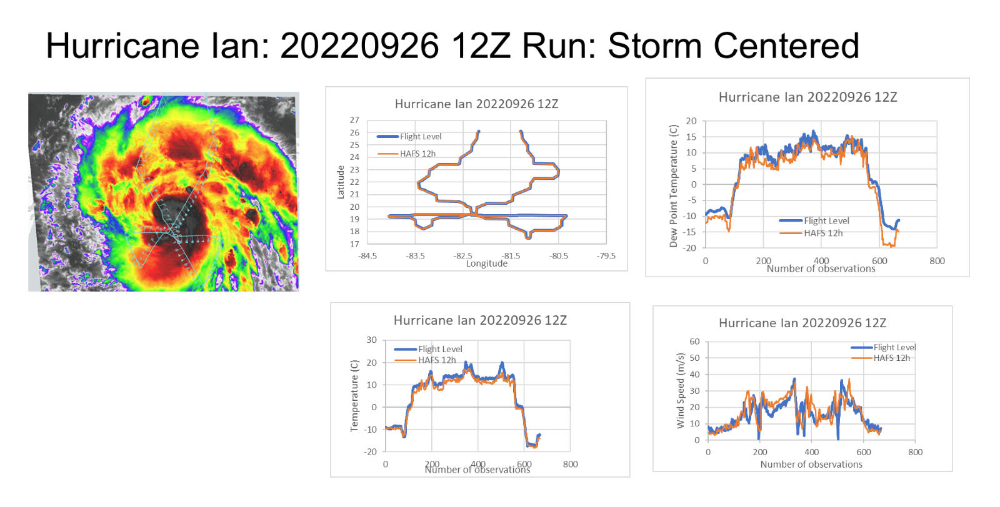 Hurricane Ian: 20220926 12Z Run: Storm Centered
Hurricane Ian 20220926 12Z
27
26
25
24
23
22
21
20
19
18
17
Latitude
Flight Level
HAFS 12h
-84.5 -83.5 -82.5 -81.5 -80.5 -79.5
Longitude
Hurricane Ian 20220926 12Z
20
15
10
5
0
-5
-10
-15
-20
Dew Point Temperature (C)
Flight Level
HAFS 12h
0 200 400 600 800
Number of observations
Hurricane Ian 20220926 12Z
30
20
10
0
-10
-20
Temperature (C)
Flight Level
HAFS 12h
0 200 400 600 800
Number of observations
Hurricane Ian 20220926 12Z
60
50
40
30
20
10
0
Wind Speed (m/s)
Flight Level
HAFS 12h
0 200 400 600 800
Number of observations